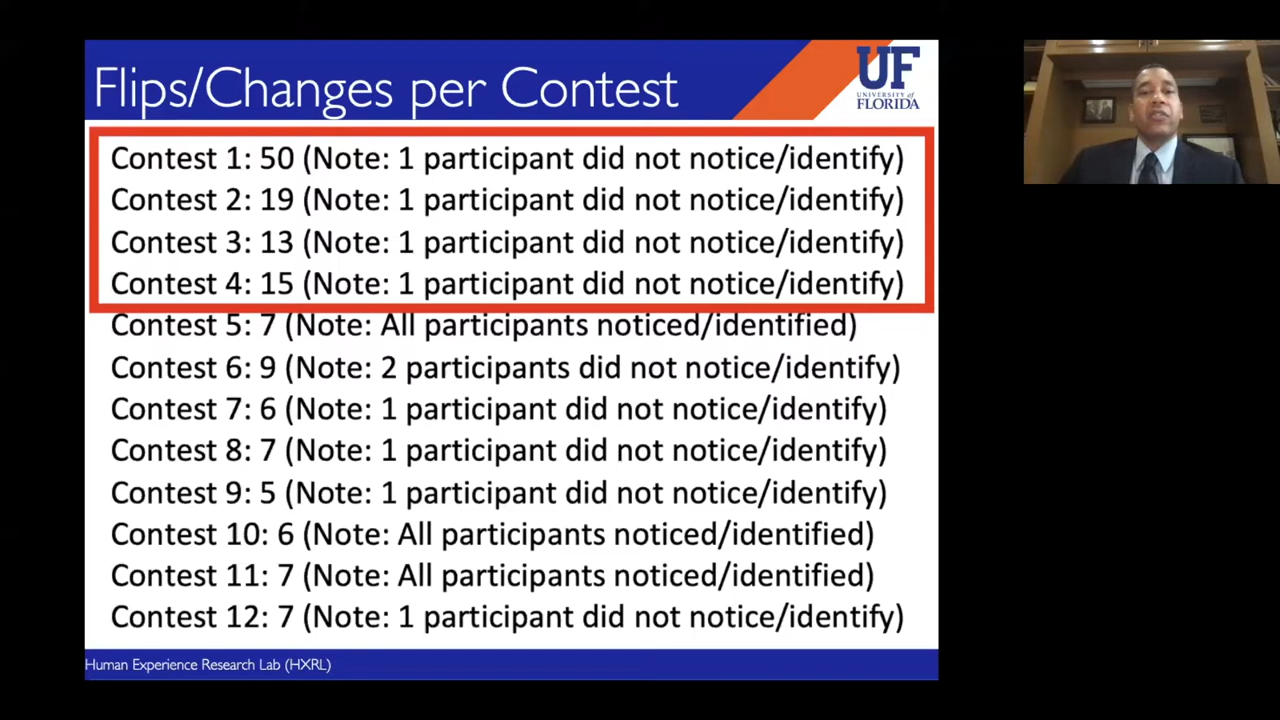 Flips/Changes per Contest
UF
UNIVERSITY of
FLORIDA
Contest 1: 50 (Note: 1 participant did not notice/identify)
Contest 2: 19 (Note: 1 participant did not notice/identify)
Contest 3: 13 (Note: 1 participant did not notice/identify)
Contest 4: 15 (Note: 1 participant did not notice/identify)
Contest 5: 7 (Note: All participants noticed/identified)
Contest 6: 9 (Note: 2 participants did not notice/identify)
Contest 7: 6 (Note: 1 participant did not notice/identify)
Contest 8: 7 (Note: 1 participant did not notice/identify)
Contest 9: 5 (Note: 1 participant did not notice/identify)
Contest 10: 6 (Note: All participants noticed/identified)
Contest 11: 7 (Note: All participants noticed/identified)
Contest 12: 7 (Note: 1 participant did not notice/identify)
Human Experience Research Lab (HXRL)